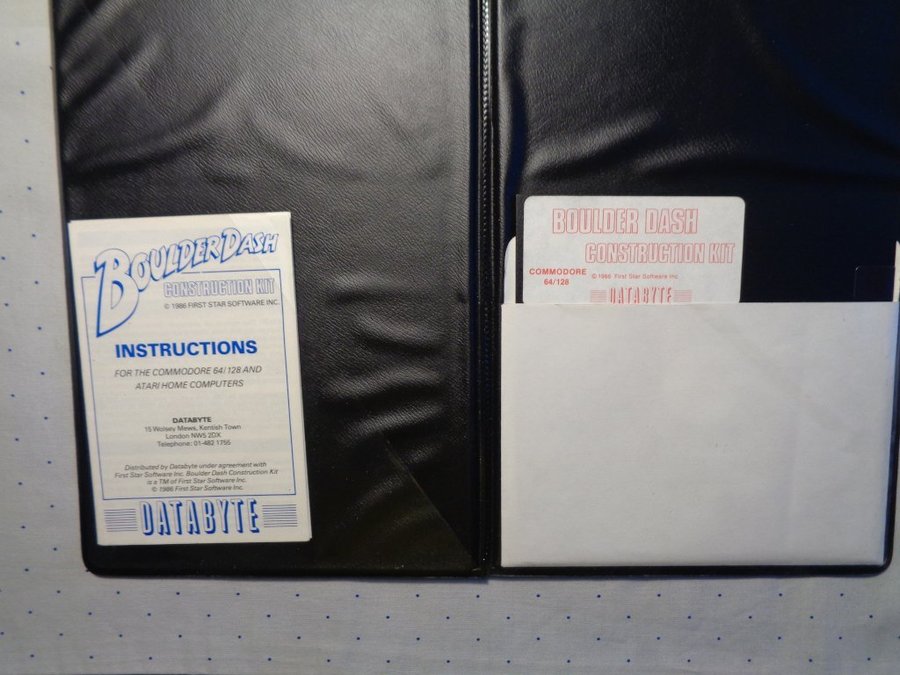 BOULDER DASH
CONSTRUCTION KIT
© 1986 FIRST STAR SOFTWARE INC.
INSTRUCTIONS
FOR THE COMMODORE 64/128 AND
ATARI HOME COMPUTERS
DATABYTE
15 Wolsey Mews, Kentish Town
London NW5 2DX
Telephone: 01-482 1755
Distributed by Databyte under agreement with
First Star Software Inc. Boulder Dash Construction Kit
is a TM of First Star Software Inc.
© 1986 First Star Software Inc.
DATABYTE
BOULDER DASH
CONSTRUCTION KIT
COMMODORE
64/128
© 1986 First Star Software Inc
DATABYTE